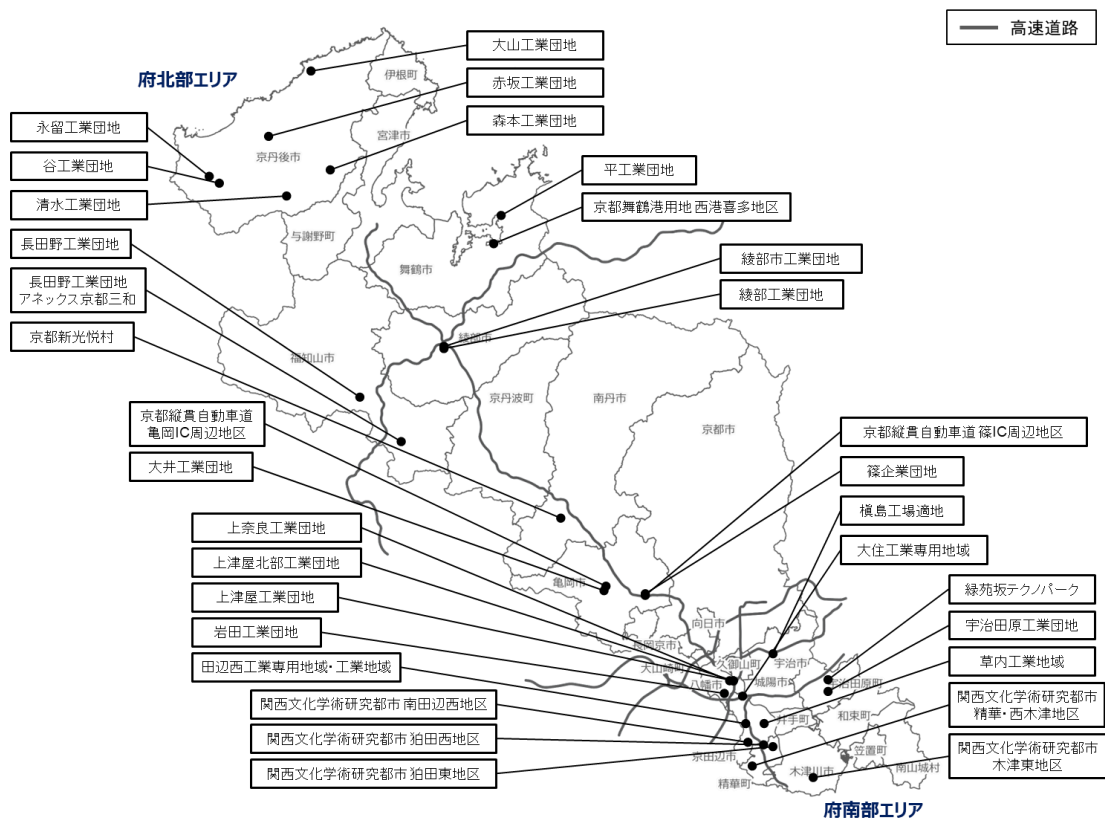 高速道路
府北部エリア
大山工業団地
赤坂工業団地
森本工業団地
永留工業団地
谷工業団地
清水工業団地
長田野工業団地
長田野工業団地
アネックス京都三和
京都新光悦村
平工業団地
京都舞鶴港用地 西港喜多地区
綾部市工業団地
綾部工業団地
伊根町
宮津市
京丹後市
与謝野町
舞鶴市
綾部市
福知山市
京丹波町
南丹市
京都市
京都縦貫自動車道
亀岡IC周辺地区
大井工業団地
京都縦貫自動車道 篠IC周辺地区
篠企業団地
槇島工場適地
大住工業専用地域
上奈良工業団地
上津屋北部工業団地
上津屋工業団地
岩田工業団地
田辺西工業専用地域・工業地域
関西文化学術研究都市 南田辺西地区
関西文化学術研究都市 狛田西地区
関西文化学術研究都市 狛田東地区
緑苑坂テクノパーク
宇治田原工業団地
草内工業地域
関西文化学術研究都市
精華・西木津地区
関西文化学術研究都市
木津東地区
亀岡市
向日市
長岡京市
大山崎町
久御山町
宇治市
八幡市
城陽市
宇治田原町
井手町
和束町
京田辺市
笠置町
木津川市
南山城村
精華町
府南部エリア